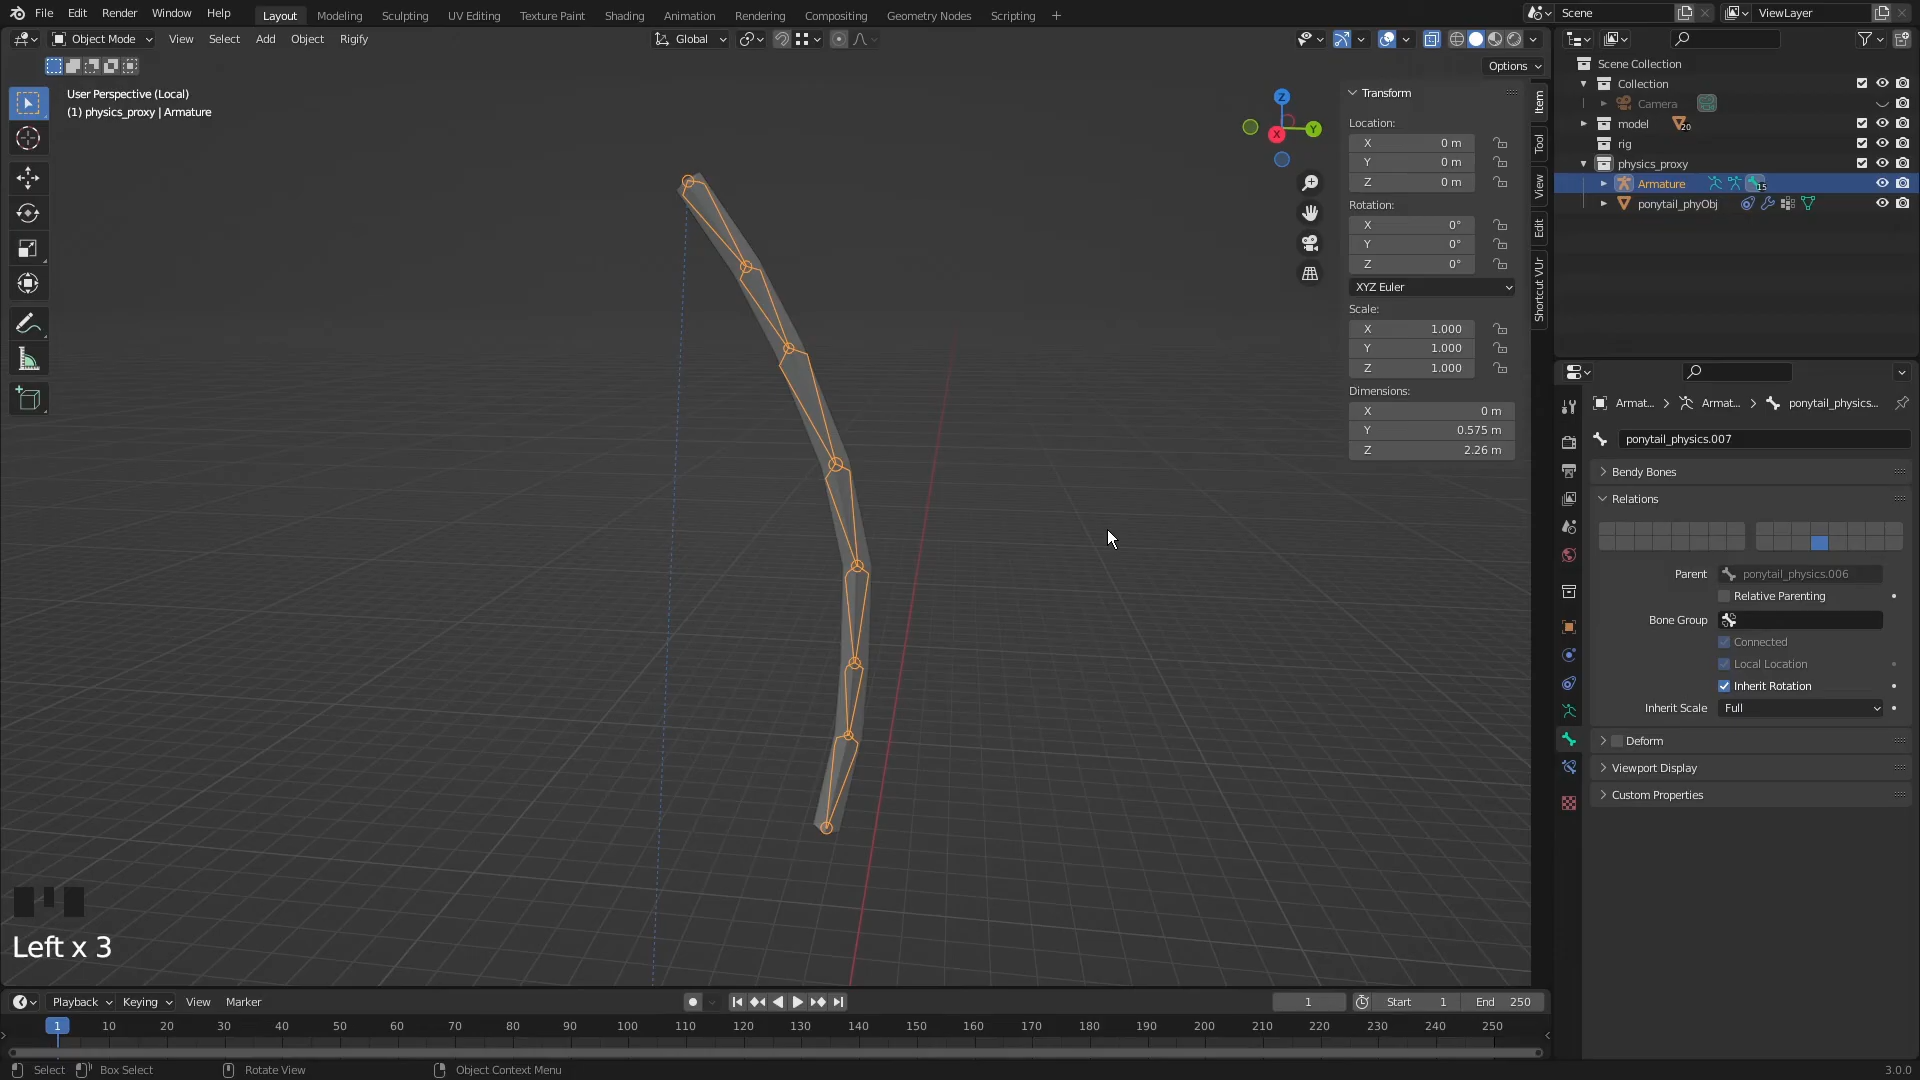 File Edit Render Window Help Layout Modeling Sculpting UV Editing Texture Paint Shading Animation Rendering Compositing Geometry Nodes Scripting + Scene ViewLayer
Object Mode View Select Add Object Rigify Global
Options
User Perspective (Local)
(1) physics_proxy | Armature
Z
Y
X
Transform
Location:
X 0 m
Y 0 m
Z 0 m
Rotation:
X 0°
Y 0°
Z 0°
XYZ Euler
Scale:
X 1.000
Y 1.000
Z 1.000
Dimensions:
X 0 m
Y 0.575 m
Z 2.26 m
Item
Tool
View
Edit
Shortcut VUr
Scene Collection
Collection
Camera
model 20
rig
physics_proxy
Armature 15
ponytail_phyObj
Armat... > Armat... > ponytail_physics...
ponytail_physics.007
Bendy Bones
Relations
Parent ponytail_physics.006
Relative Parenting
Bone Group
Connected
Local Location
Inherit Rotation
Inherit Scale Full
Deform
Viewport Display
Custom Properties
Left x 3
Playback Keying View Marker 1 Start 1 End 250
1 10 20 30 40 50 60 70 80 90 100 110 120 130 140 150 160 170 180 190 200 210 220 230 240 250
Select Box Select Rotate View Object Context Menu 3.0.0